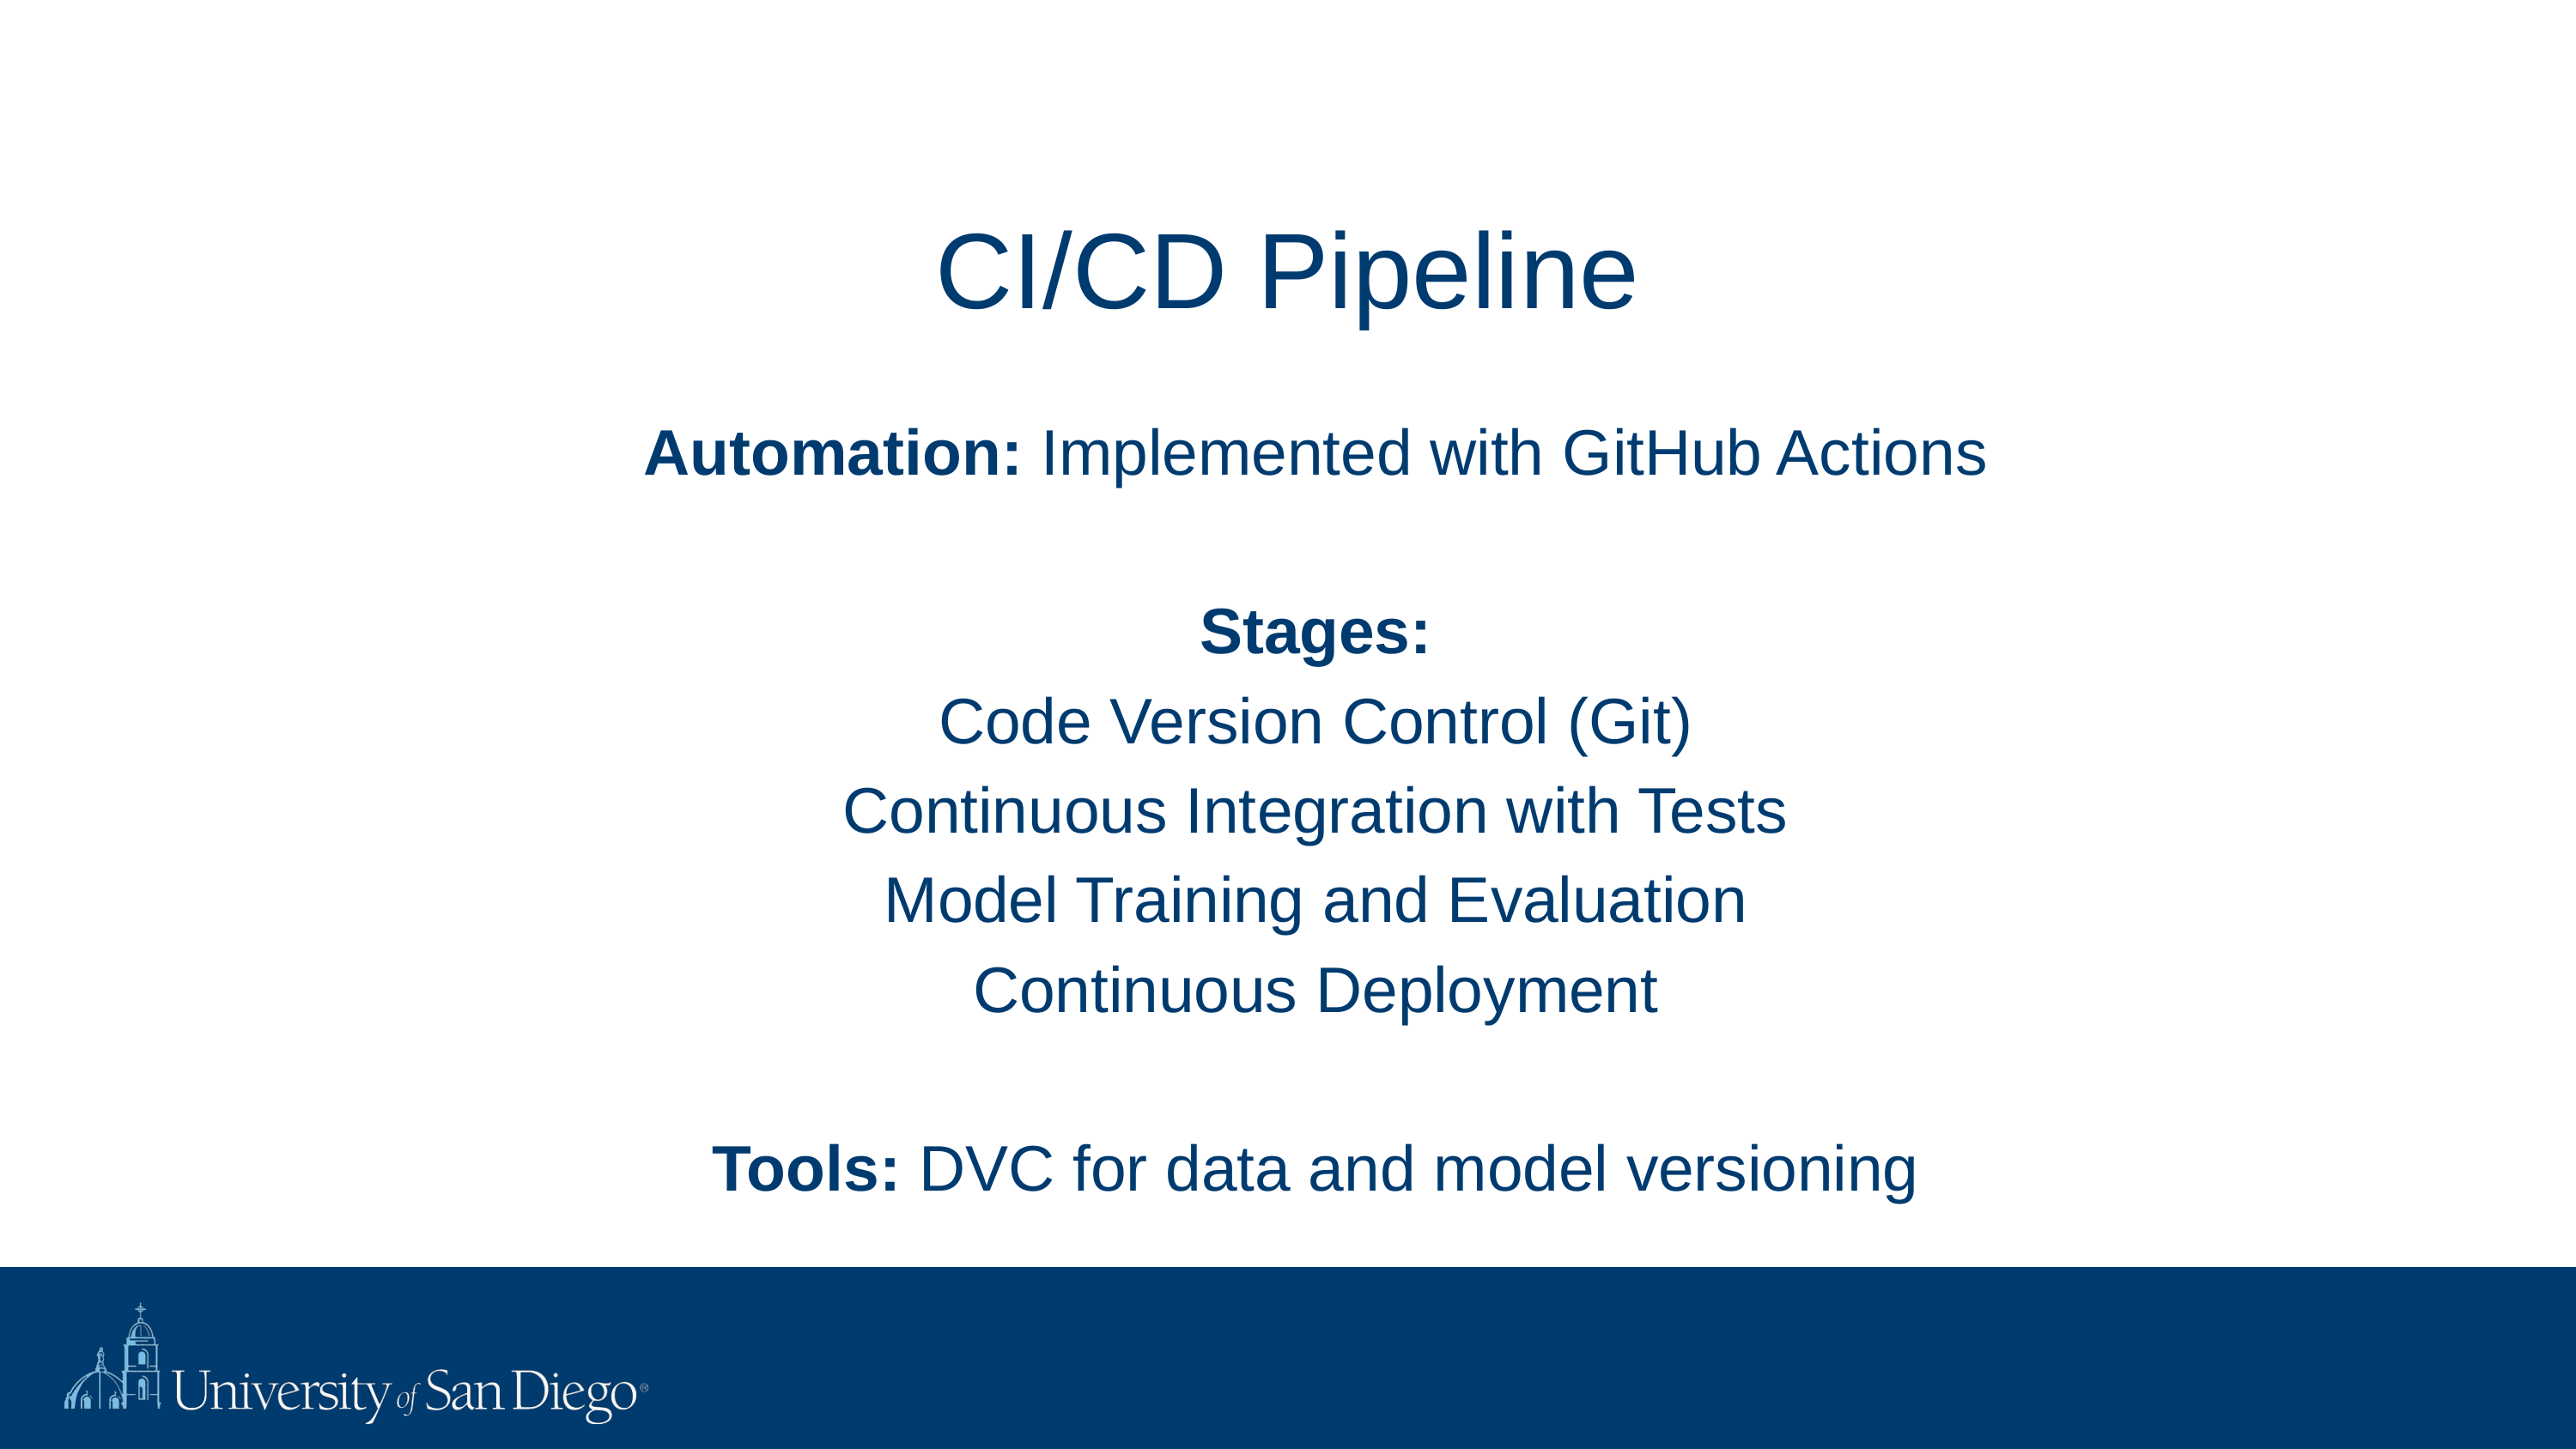 CI/CD Pipeline
Automation: Implemented with GitHub Actions
Stages:
Code Version Control (Git)
Continuous Integration with Tests
Model Training and Evaluation
Continuous Deployment
Tools: DVC for data and model versioning
University of San Diego®